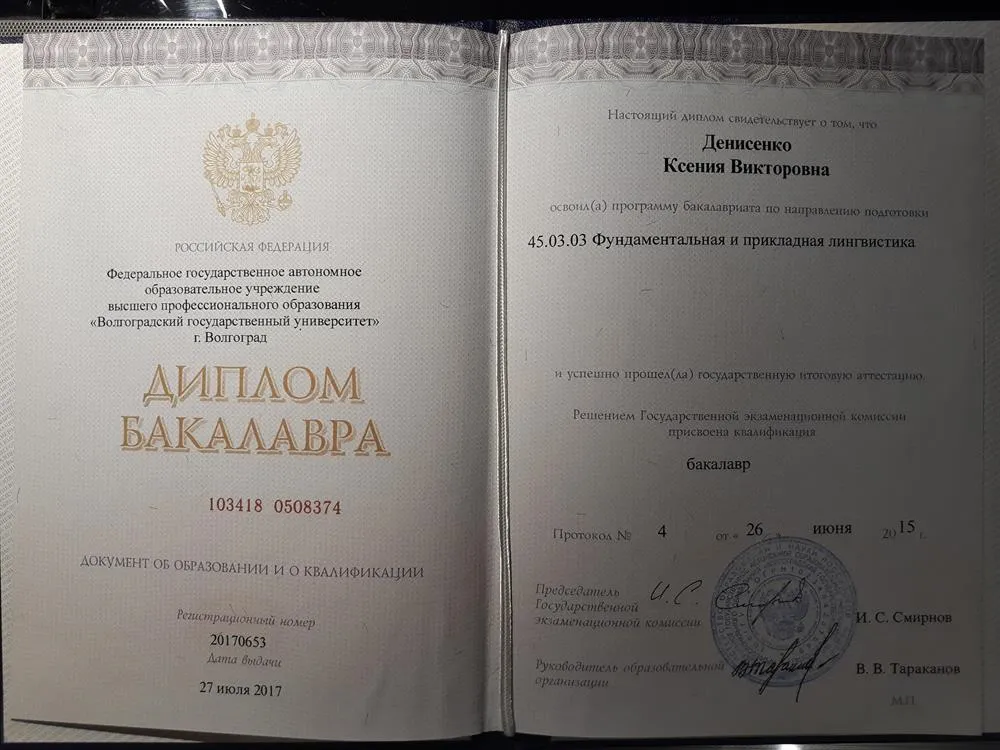 РОССИЙСКАЯ ФЕДЕРАЦИЯ
Федеральное государственное автономное
образовательное учреждение
высшего профессионального образования
«Волгоградский государственный университет»
г. Волгоград
ДИПЛОМ
БАКАЛАВРА
103418 0508374
ДОКУМЕНТ ОБ ОБРАЗОВАНИИ И О КВАЛИФИКАЦИИ
Регистрационный номер
20170653
Дата выдачи
27 июля 2017
Настоящий диплом свидетельствует о том, что
Денисенко
Ксения Викторовна
освоил(а) программу бакалавриата по направлению подготовки
45.03.03 Фундаментальная и прикладная лингвистика
и успешно прошел(ла) государственную итоговую аттестацию.
Решением Государственной экзаменационной комиссии
присвоена квалификация
бакалавр
Протокол № 4 от « 26 » июня 2015 г.
Председатель
Государственной
экзаменационной комиссии И. С. Смирнов
Руководитель образовательной
организации В. В. Тараканов
М.П.